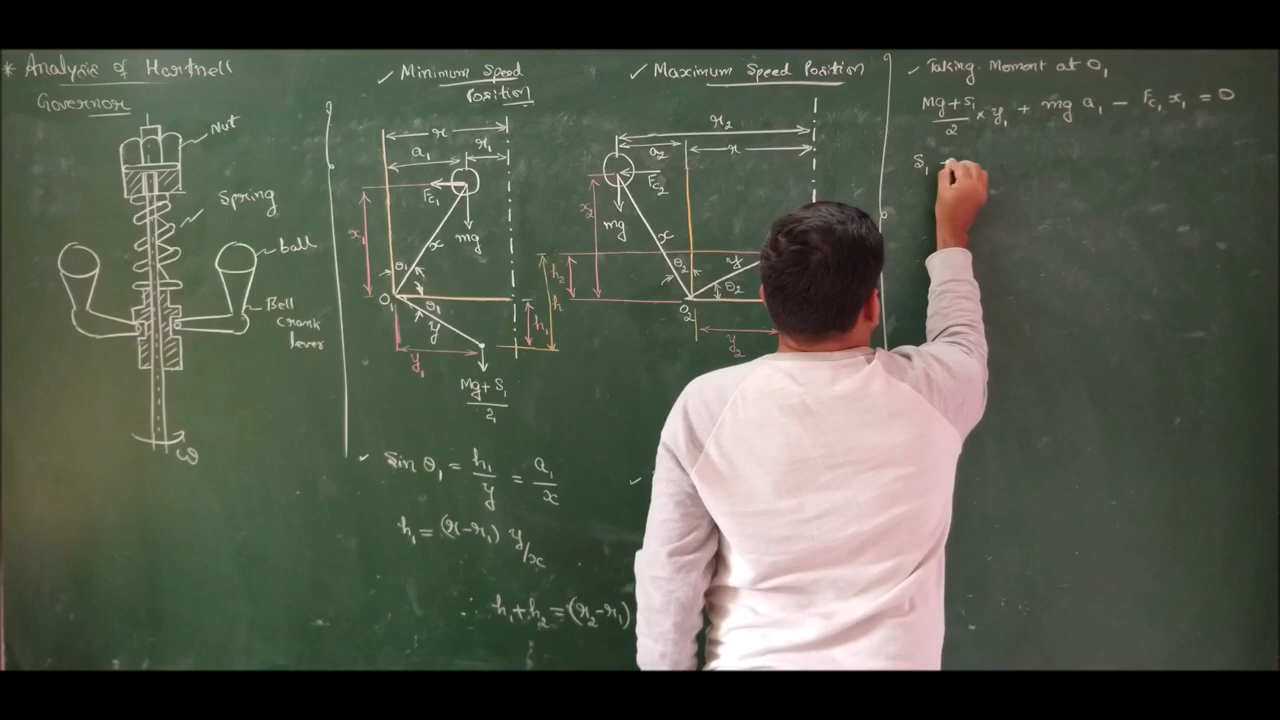 * Analysis of Hartnell
Governor
Nut
Spring
ball
Bell
crank
lever
ω
✓ Minimum Speed
Position
r
a₁
r₁
Fc₁
mg
x₁
x
θ₁
O₁
θ₁
y
h₁
h
y₁
Mg + S₁
2
✓ Sin θ₁ = h₁/y = a₁/x
h₁ = (r-r₁) y/x
∴ h₁+h₂ = (r₂-r₁)
✓ Maximum Speed Position
r₂
a₂
r
Fc₂
mg
x₂
x
h₂
θ₂
y
θ₂
O₂
y₂
✓
✓ Taking Moment at O₁
Mg+S₁/2 × y₁ + mg a₁ - Fc₁ x₁ = 0
S₁